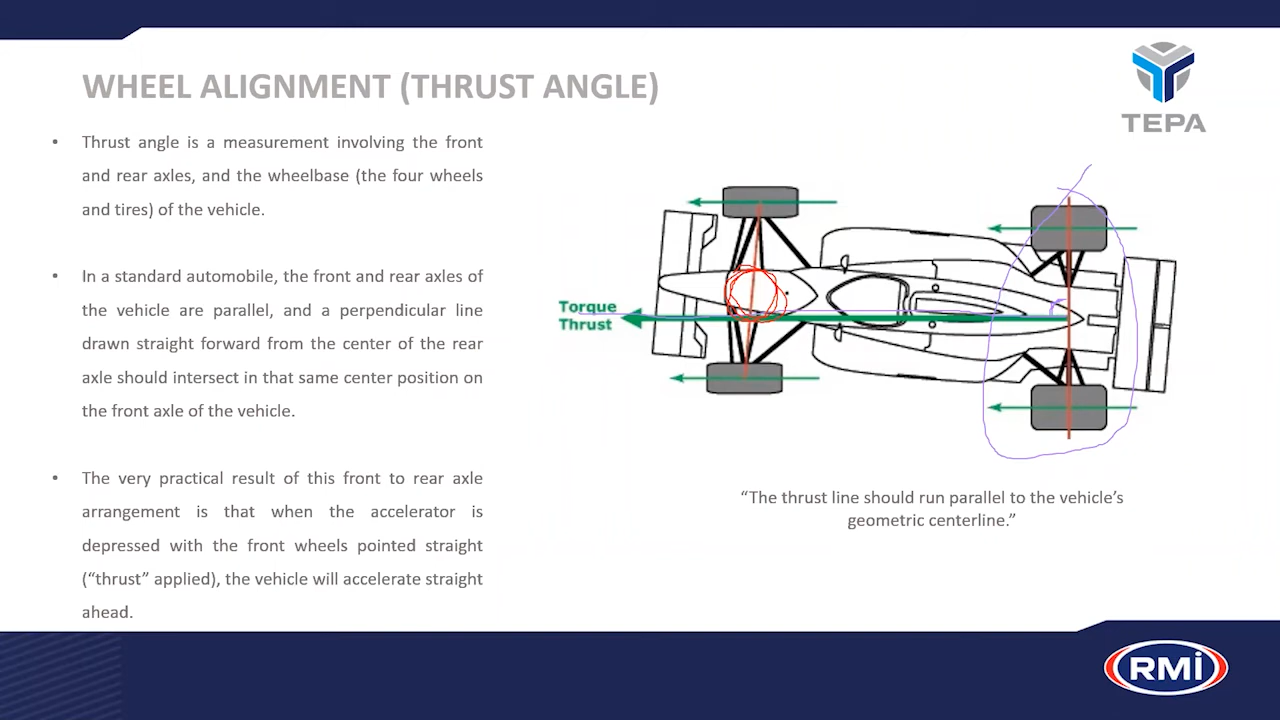 WHEEL ALIGNMENT (THRUST ANGLE)
TEPA
• Thrust angle is a measurement involving the front
and rear axles, and the wheelbase (the four wheels
and tires) of the vehicle.
• In a standard automobile, the front and rear axles of
the vehicle are parallel, and a perpendicular line
drawn straight forward from the center of the rear
axle should intersect in that same center position on
the front axle of the vehicle.
• The very practical result of this front to rear axle
arrangement is that when the accelerator is
depressed with the front wheels pointed straight
(“thrust” applied), the vehicle will accelerate straight
ahead.
Torque
Thrust
“The thrust line should run parallel to the vehicle’s
geometric centerline.”
RMI